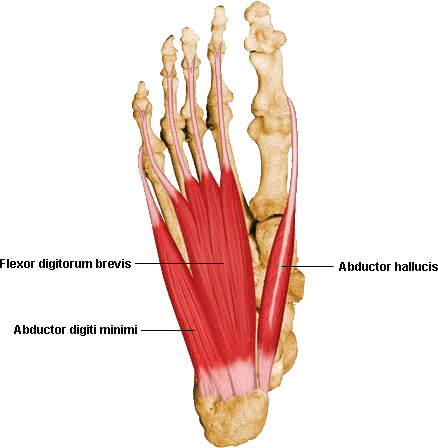 Flexor digitorum brevis
Abductor hallucis
Abductor digiti minimi